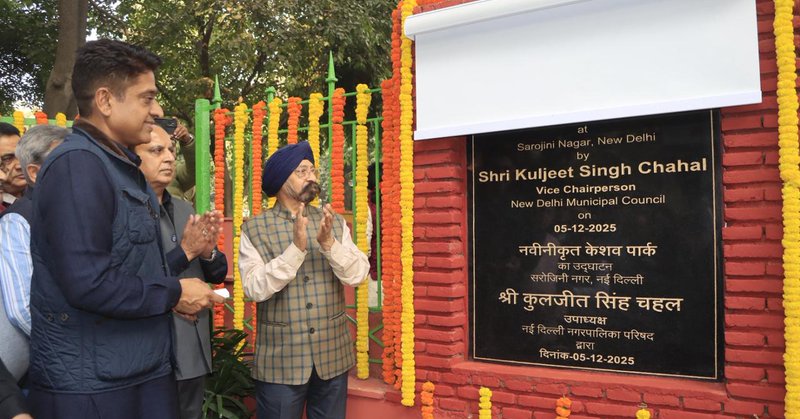 at
Sarojini Nagar, New Delhi
by
Shri Kuljeet Singh Chahal
Vice Chairperson
New Delhi Municipal Council
on
05-12-2025
नवीनीकृत केशव पार्क
का उद्घाटन
सरोजिनी नगर, नई दिल्ली
श्री कुलजीत सिंह चहल
उपाध्यक्ष
नई दिल्ली नगरपालिका परिषद
द्वारा
दिनांक-05-12-2025